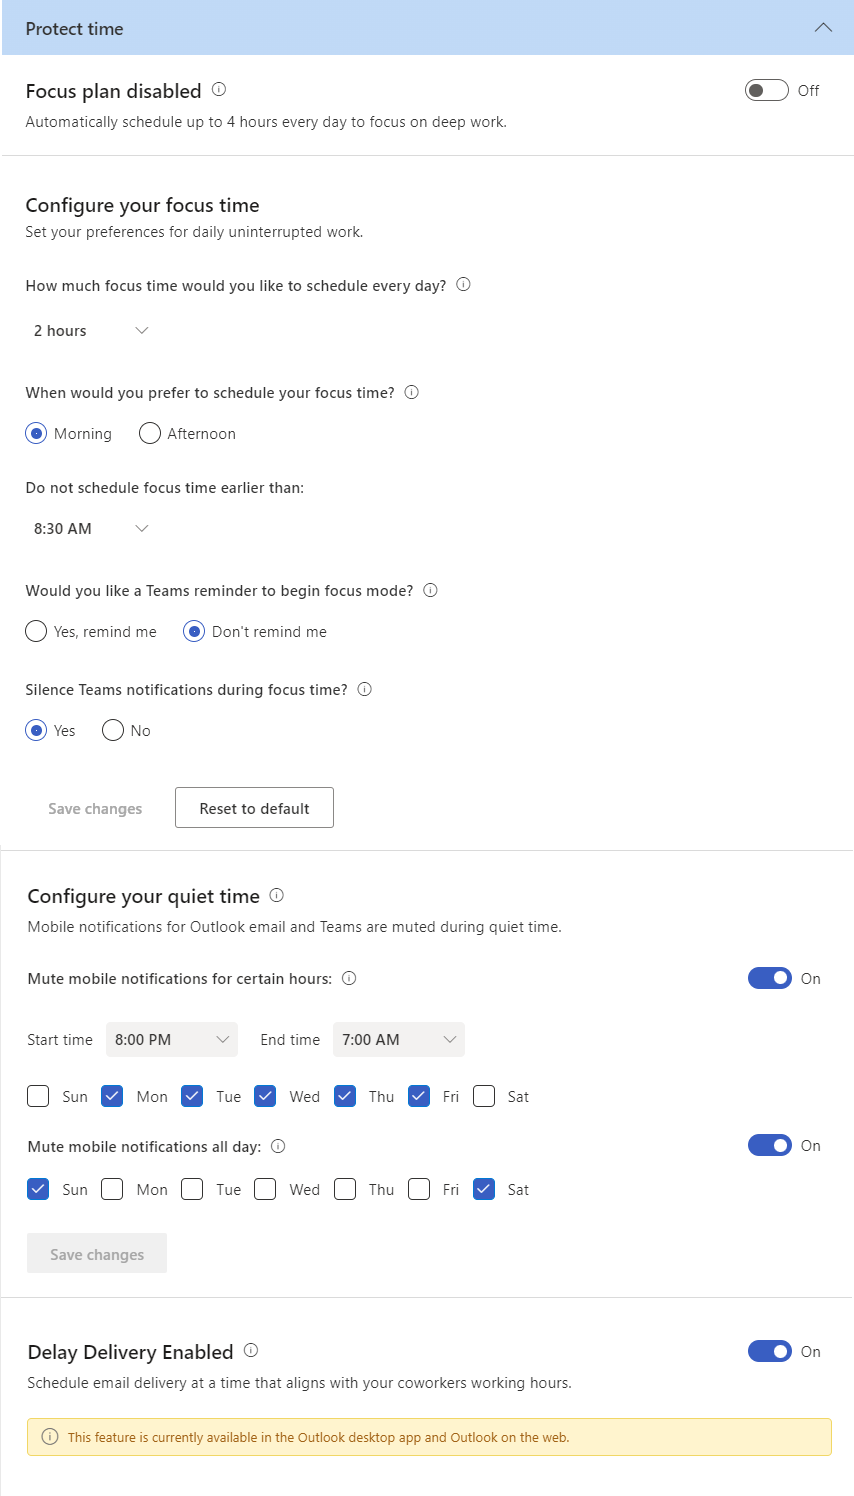 Protect time
Focus plan disabled
Off
Automatically schedule up to 4 hours every day to focus on deep work.
Configure your focus time
Set your preferences for daily uninterrupted work.
How much focus time would you like to schedule every day?
2 hours
When would you prefer to schedule your focus time?
Morning Afternoon
Do not schedule focus time earlier than:
8:30 AM
Would you like a Teams reminder to begin focus mode?
Yes, remind me Don't remind me
Silence Teams notifications during focus time?
Yes No
Save changes Reset to default
Configure your quiet time
Mobile notifications for Outlook email and Teams are muted during quiet time.
Mute mobile notifications for certain hours: On
Start time 8:00 PM End time 7:00 AM
Sun Mon Tue Wed Thu Fri Sat
Mute mobile notifications all day: On
Sun Mon Tue Wed Thu Fri Sat
Save changes
Delay Delivery Enabled On
Schedule email delivery at a time that aligns with your coworkers working hours.
This feature is currently available in the Outlook desktop app and Outlook on the web.